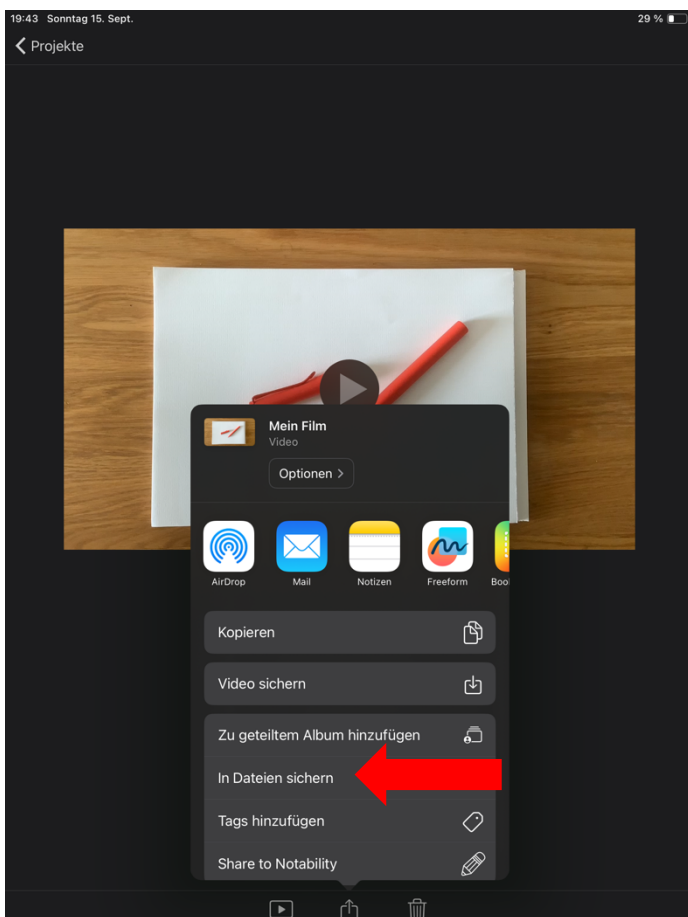 19:43 Sonntag 15. Sept. 29 %
Projekte
Mein Film
Video
Optionen
AirDrop Mail Notizen Freeform Boo
Kopieren
Video sichern
Zu geteiltem Album hinzufügen
In Dateien sichern
Tags hinzufügen
Share to Notability